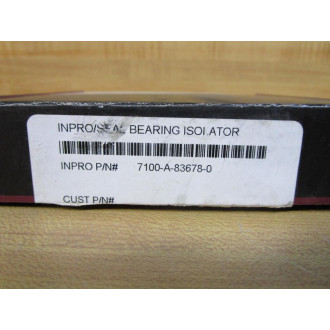 INPRO/SEAL BEARING ISOLATOR
INPRO P/N# 7100-A-83678-0
CUST P/N#